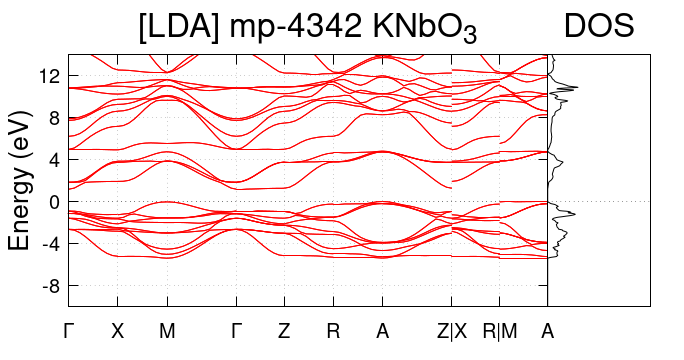 [LDA] mp-4342 KNbO3 DOS
Energy (eV)
12
8
4
0
-4
-8
Γ X M Γ Z R A Z|X R|M A